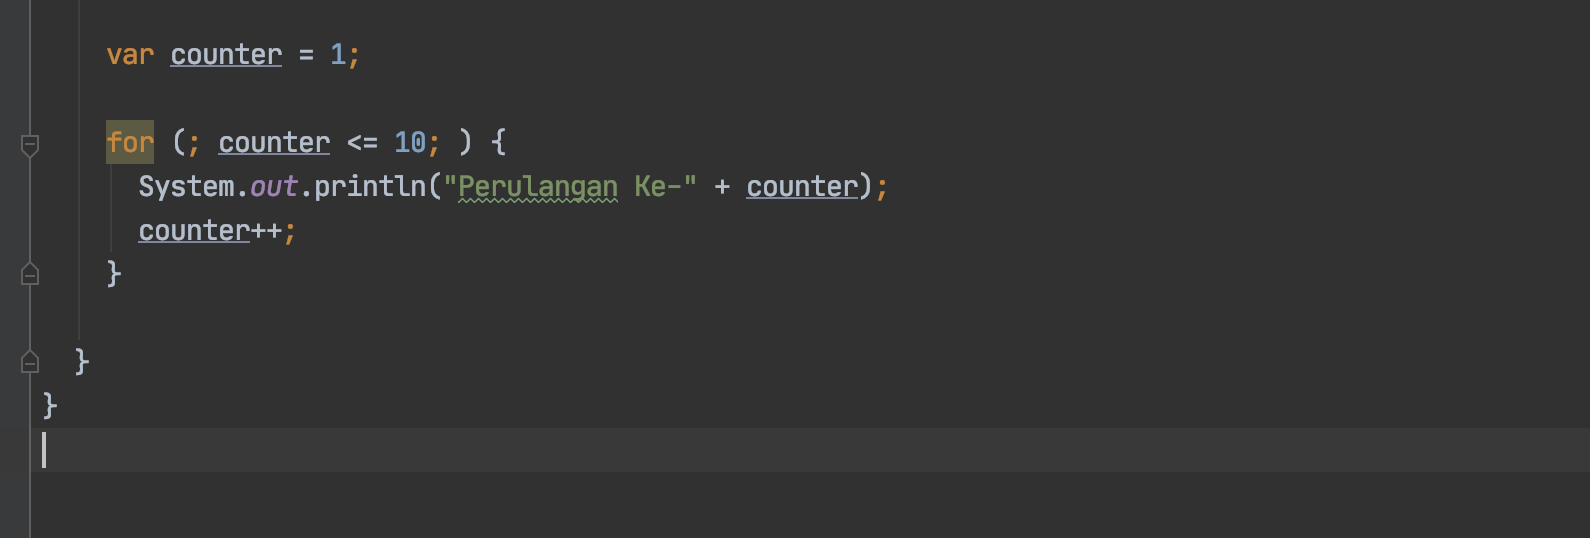 var counter = 1;
for (; counter <= 10; ) {
System.out.println("Perulangan Ke-" + counter);
counter++;
}
}
}